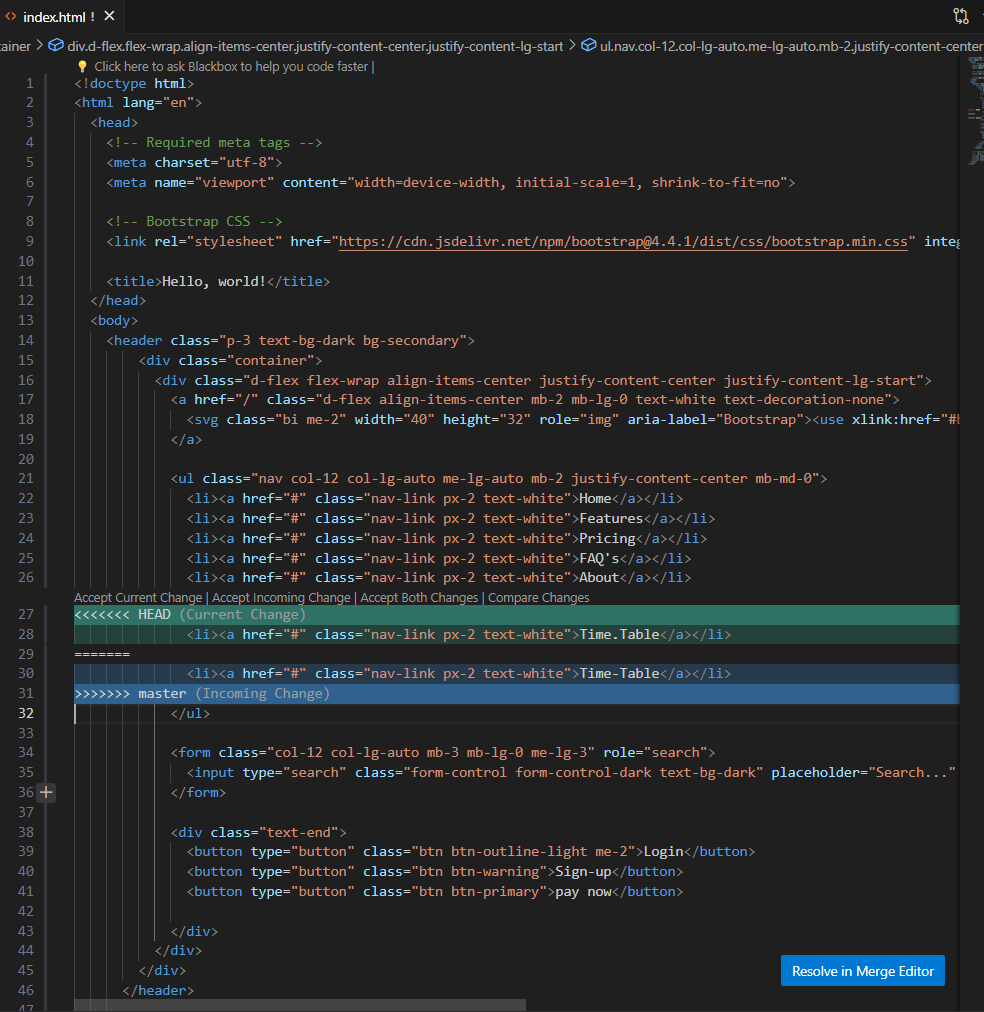 index.html !
tainer > div.d-flex.flex-wrap.align-items-center.justify-content-center.justify-content-lg-start > ul.nav.col-12.col-lg-auto.me-lg-auto.mb-2.justify-content-center
Click here to ask Blackbox to help you code faster |
1 <!doctype html>
2 <html lang="en">
3 <head>
4 <!-- Required meta tags -->
5 <meta charset="utf-8">
6 <meta name="viewport" content="width=device-width, initial-scale=1, shrink-to-fit=no">
7
8 <!-- Bootstrap CSS -->
9 <link rel="stylesheet" href="https://cdn.jsdelivr.net/npm/bootstrap@4.4.1/dist/css/bootstrap.min.css" integ
10
11 <title>Hello, world!</title>
12 </head>
13 <body>
14 <header class="p-3 text-bg-dark bg-secondary">
15 <div class="container">
16 <div class="d-flex flex-wrap align-items-center justify-content-center justify-content-lg-start">
17 <a href="/" class="d-flex align-items-center mb-2 mb-lg-0 text-white text-decoration-none">
18 <svg class="bi me-2" width="40" height="32" role="img" aria-label="Bootstrap"><use xlink:href="#b
19 </a>
20
21 <ul class="nav col-12 col-lg-auto me-lg-auto mb-2 justify-content-center mb-md-0">
22 <li><a href="#" class="nav-link px-2 text-white">Home</a></li>
23 <li><a href="#" class="nav-link px-2 text-white">Features</a></li>
24 <li><a href="#" class="nav-link px-2 text-white">Pricing</a></li>
25 <li><a href="#" class="nav-link px-2 text-white">FAQ's</a></li>
26 <li><a href="#" class="nav-link px-2 text-white">About</a></li>
Accept Current Change | Accept Incoming Change | Accept Both Changes | Compare Changes
27 <<<<<<< HEAD (Current Change)
28 <li><a href="#" class="nav-link px-2 text-white">Time.Table</a></li>
29 =======
30 <li><a href="#" class="nav-link px-2 text-white">Time-Table</a></li>
31 >>>>>>> master (Incoming Change)
32 </ul>
33
34 <form class="col-12 col-lg-auto mb-3 mb-lg-0 me-lg-3" role="search">
35 <input type="search" class="form-control form-control-dark text-bg-dark" placeholder="Search..."
36 </form>
37
38 <div class="text-end">
39 <button type="button" class="btn btn-outline-light me-2">Login</button>
40 <button type="button" class="btn btn-warning">Sign-up</button>
41 <button type="button" class="btn btn-primary">pay now</button>
42
43 </div>
44 </div>
45 </div>
46 </header>
47
Resolve in Merge Editor